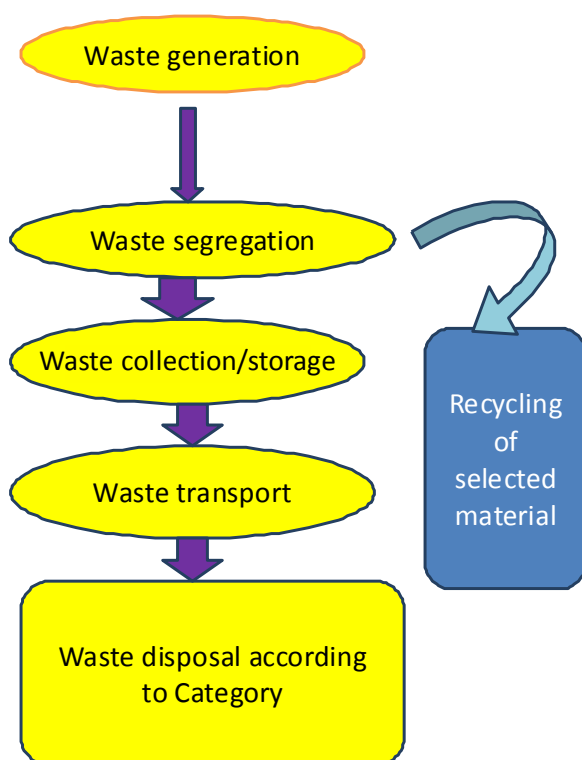 Waste generation
Waste segregation
Waste collection/storage
Recycling
of
selected
material
Waste transport
Waste disposal according
to Category